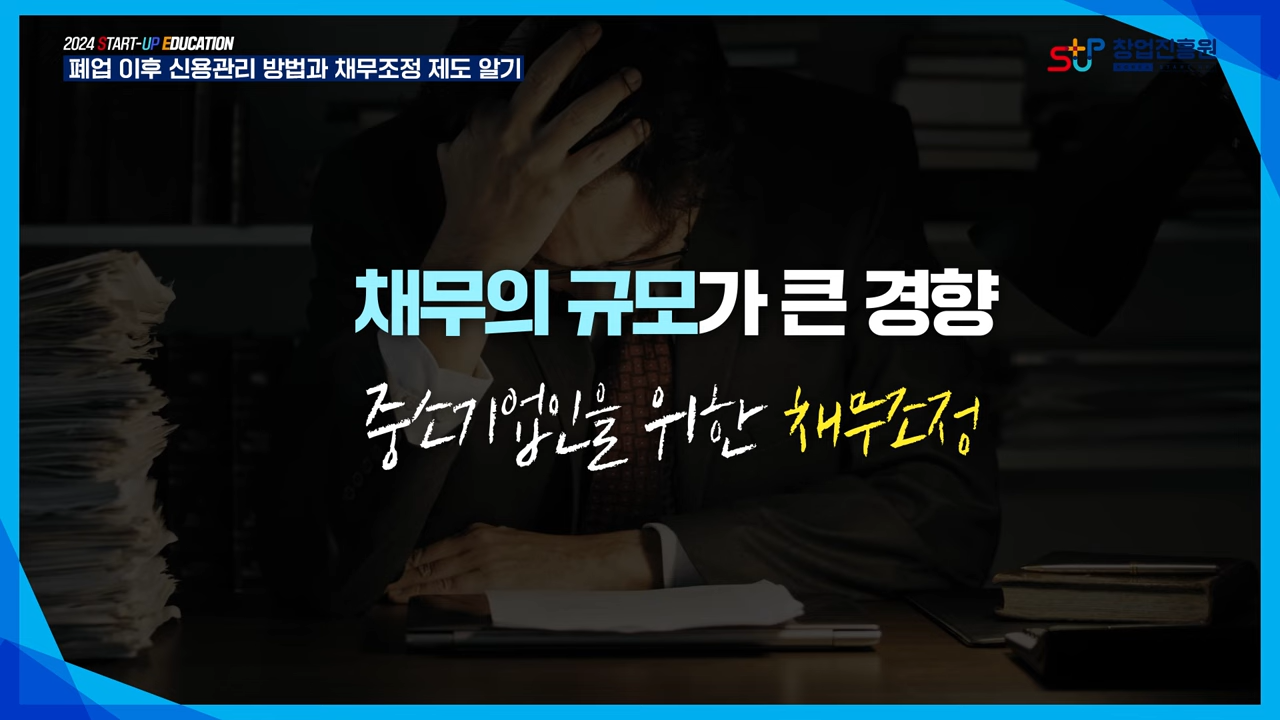 2024 START-UP EDUCATION
폐업 이후 신용관리 방법과 채무조정 제도 알기
StUP 창업진흥원
채무의 규모가 큰 경향
중소기업인을 위한 채무조정